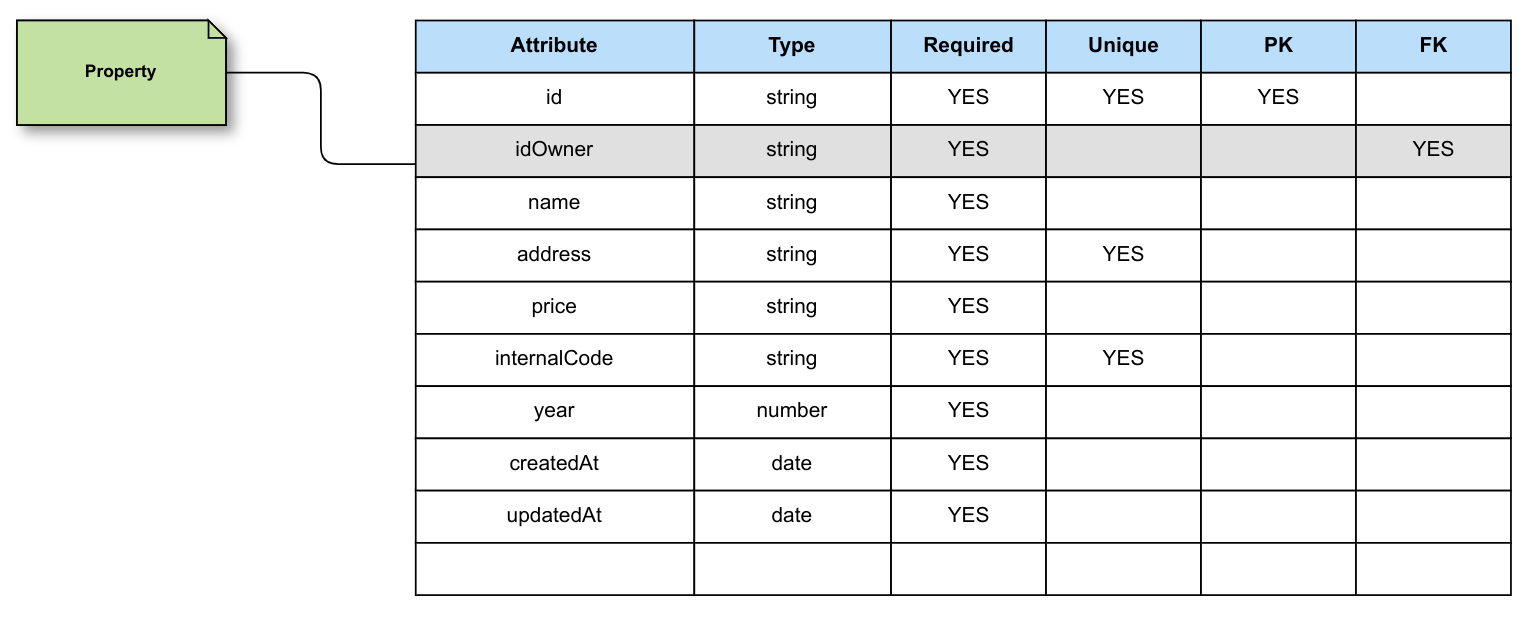 Property
Attribute Type Required Unique PK FK
id string YES YES YES
idOwner string YES YES
name string YES
address string YES YES
price string YES
internalCode string YES YES
year number YES
createdAt date YES
updatedAt date YES